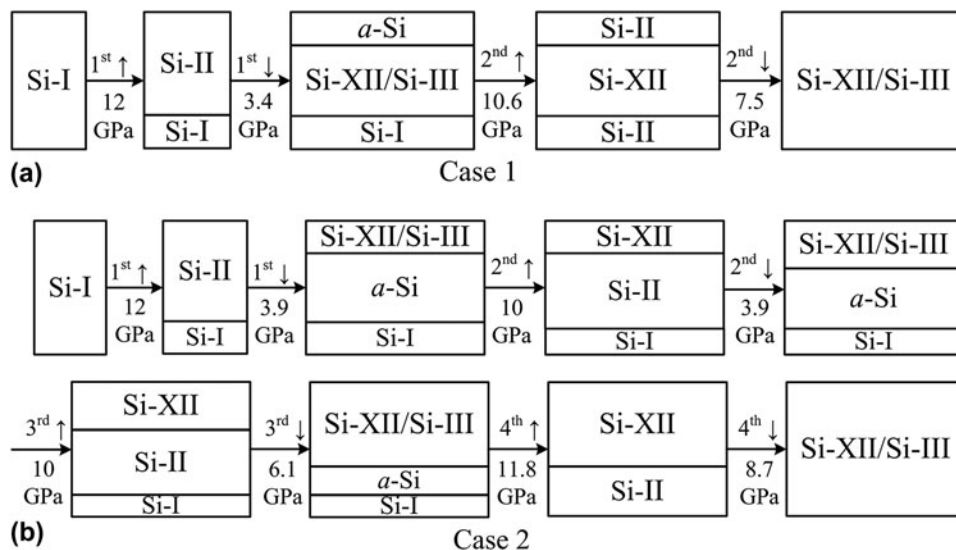 Si-I
1st ↑
12
GPa
Si-II
Si-I
1st ↓
3.4
GPa
a-Si
Si-XII/Si-III
Si-I
2nd ↑
10.6
GPa
Si-II
Si-XII
Si-II
2nd ↓
7.5
GPa
Si-XII/Si-III
(a)
Case 1
Si-I
1st ↑
12
GPa
Si-II
Si-I
1st ↓
3.9
GPa
Si-XII/Si-III
a-Si
Si-I
2nd ↑
10
GPa
Si-XII
Si-II
Si-I
2nd ↓
3.9
GPa
Si-XII/Si-III
a-Si
Si-I
3rd ↑
10
GPa
Si-XII
Si-II
Si-I
3rd ↓
6.1
GPa
Si-XII/Si-III
a-Si
Si-I
4th ↑
11.8
GPa
Si-XII
Si-II
4th ↓
8.7
GPa
Si-XII/Si-III
(b)
Case 2